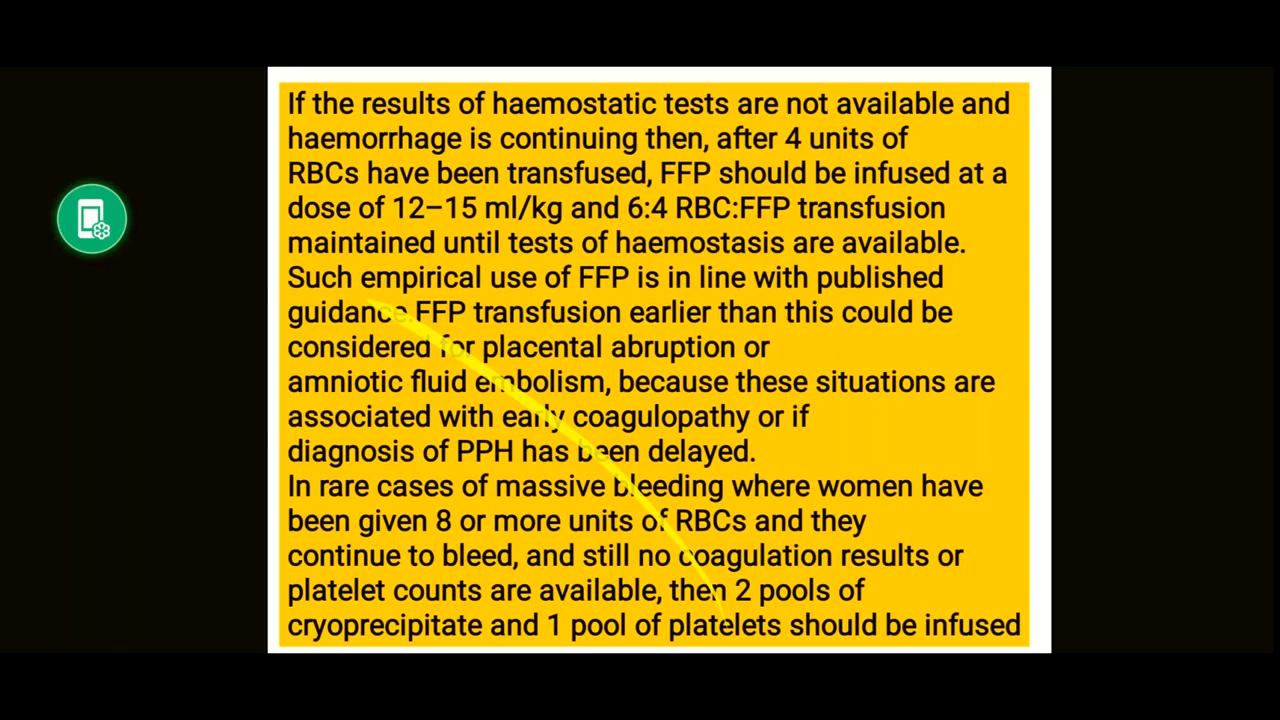 If the results of haemostatic tests are not available and
haemorrhage is continuing then, after 4 units of
RBCs have been transfused, FFP should be infused at a
dose of 12–15 ml/kg and 6:4 RBC:FFP transfusion
maintained until tests of haemostasis are available.
Such empirical use of FFP is in line with published
guidance.FFP transfusion earlier than this could be
considered for placental abruption or
amniotic fluid embolism, because these situations are
associated with early coagulopathy or if
diagnosis of PPH has been delayed.
In rare cases of massive bleeding where women have
been given 8 or more units of RBCs and they
continue to bleed, and still no coagulation results or
platelet counts are available, then 2 pools of
cryoprecipitate and 1 pool of platelets should be infused